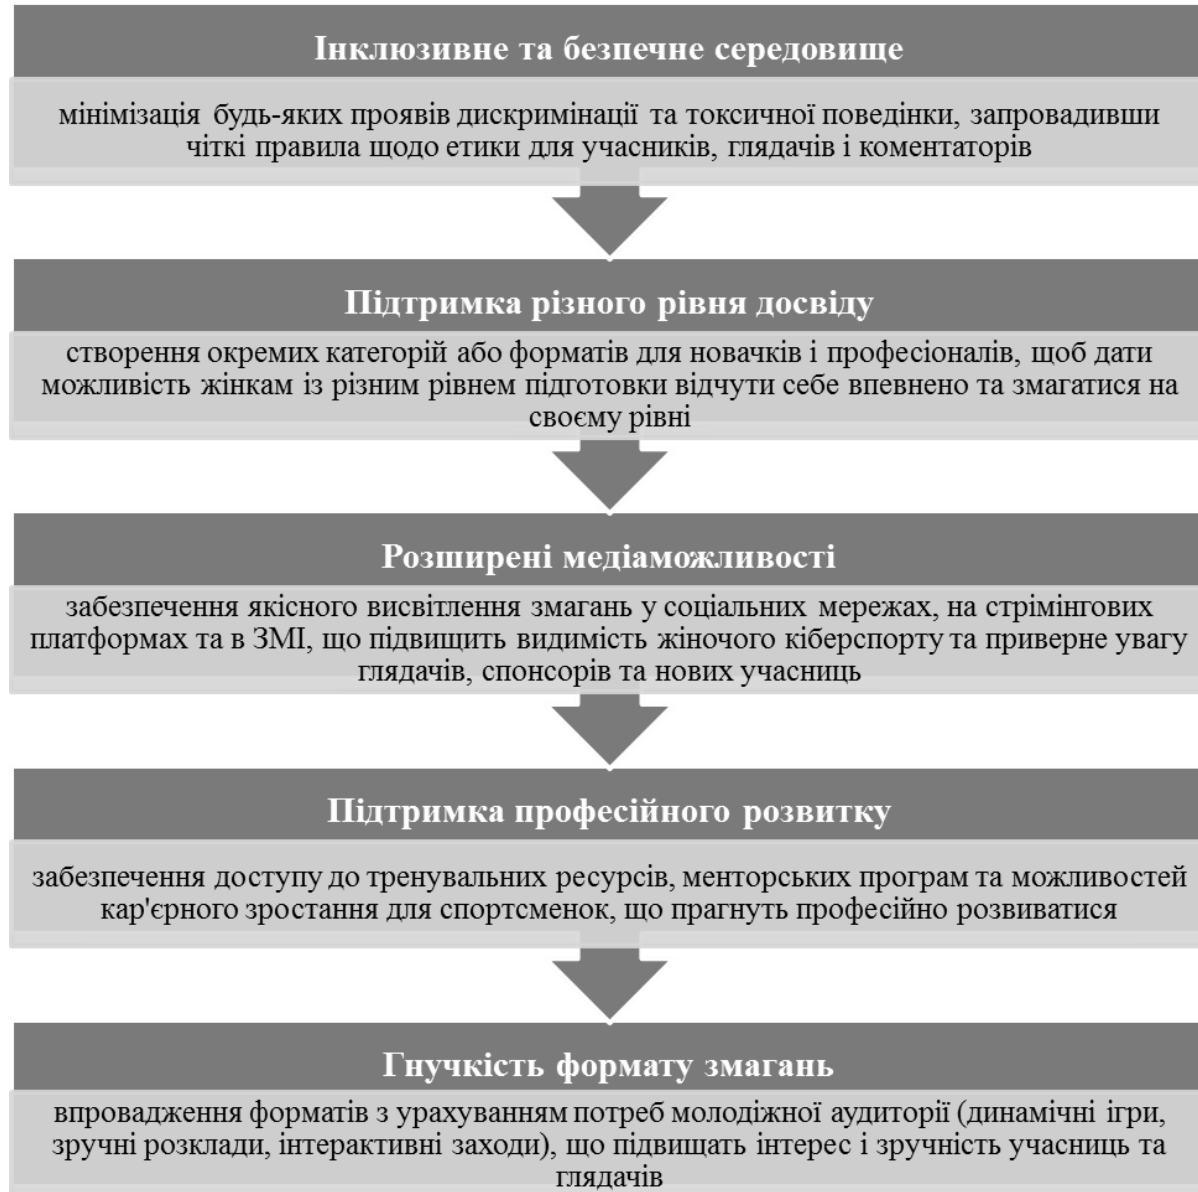 Інклюзивне та безпечне середовище
мінімізація будь-яких проявів дискримінації та токсичної поведінки, запровадивши
чіткі правила щодо етики для учасників, глядачів і коментаторів
Підтримка різного рівня досвіду
створення окремих категорій або форматів для новачків і професіоналів, щоб дати
можливість жінкам із різним рівнем підготовки відчути себе впевнено та змагатися на
своєму рівні
Розширені медіаможливості
забезпечення якісного висвітлення змагань у соціальних мережах, на стрімінгових
платформах та в ЗМІ, що підвищить видимість жіночого кіберспорту та приверне увагу
глядачів, спонсорів та нових учасниць
Підтримка професійного розвитку
забезпечення доступу до тренувальних ресурсів, менторських програм та можливостей
кар'єрного зростання для спортсменок, що прагнуть професійно розвиватися
Гнучкість формату змагань
впровадження форматів з урахуванням потреб молодіжної аудиторії (динамічні ігри,
зручні розклади, інтерактивні заходи), що підвищать інтерес і зручність учасниць та
глядачів